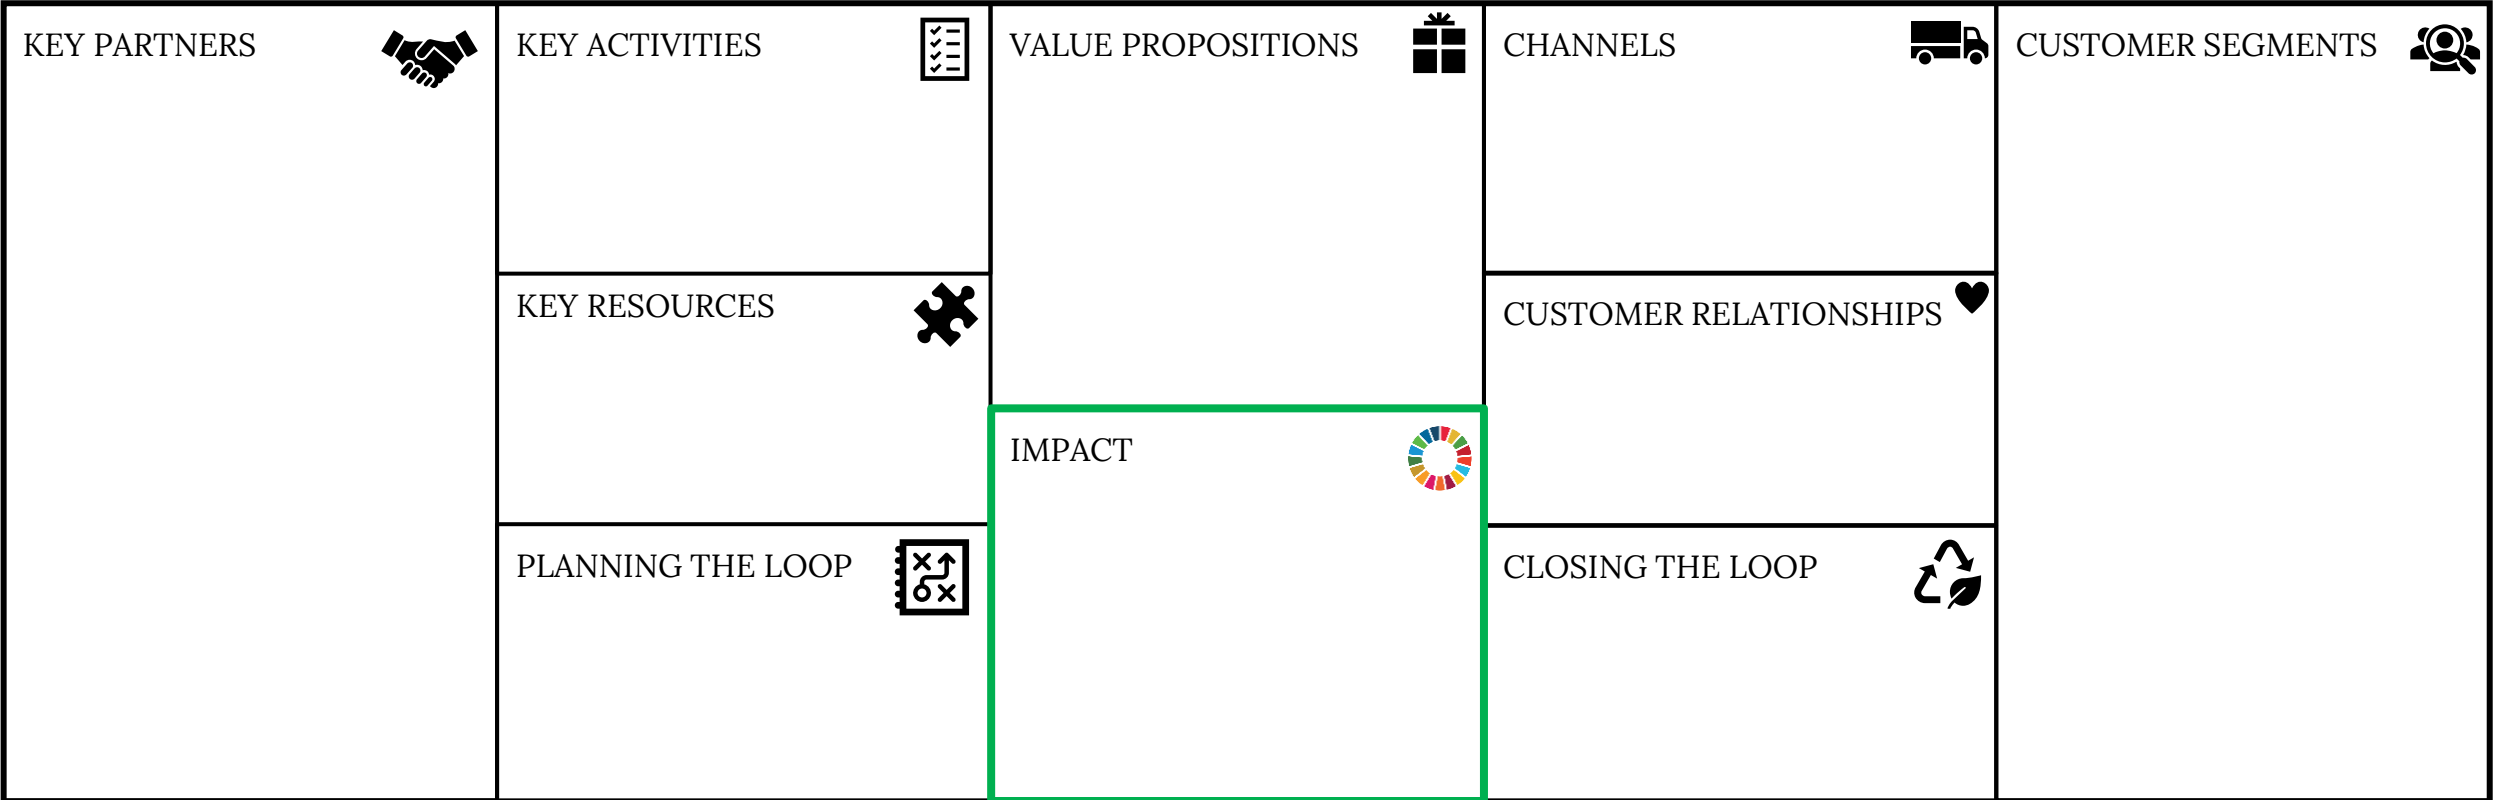 KEY PARTNERS
KEY ACTIVITIES
KEY RESOURCES
PLANNING THE LOOP
VALUE PROPOSITIONS
IMPACT
CHANNELS
CUSTOMER RELATIONSHIPS
CLOSING THE LOOP
CUSTOMER SEGMENTS